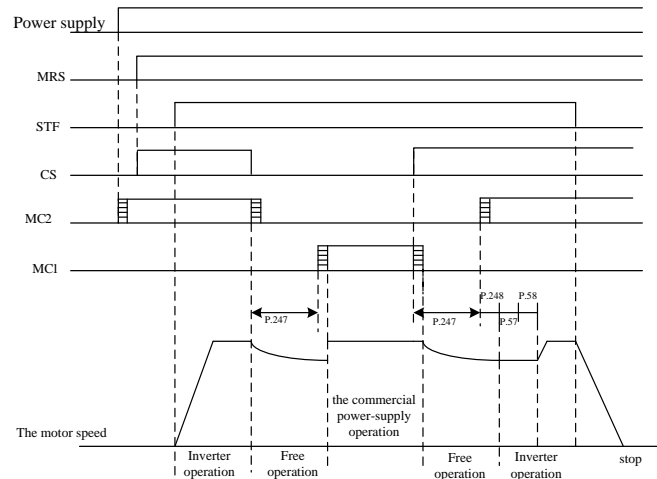 Power supply
MRS
STF
CS
MC2
MC1
P.247
P.247
P.248
P.58
P.57
the commercial
power-supply
operation
The motor speed
Inverter
operation
Free
operation
Free
operation
Inverter
operation
stop